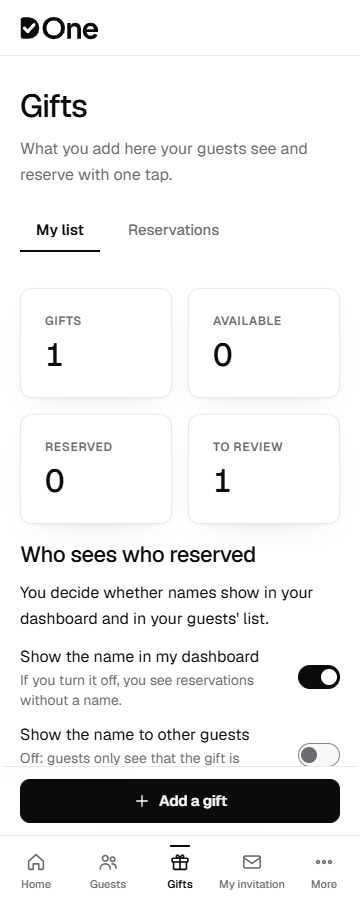 One
Gifts
What you add here your guests see and
reserve with one tap.
My list
Reservations
GIFTS
1
AVAILABLE
0
RESERVED
0
TO REVIEW
1
Who sees who reserved
You decide whether names show in your
dashboard and in your guests' list.
Show the name in my dashboard
If you turn it off, you see reservations
without a name.
Show the name to other guests
Off: guests only see that the gift is
Add a gift
Home
Guests
Gifts
My invitation
More